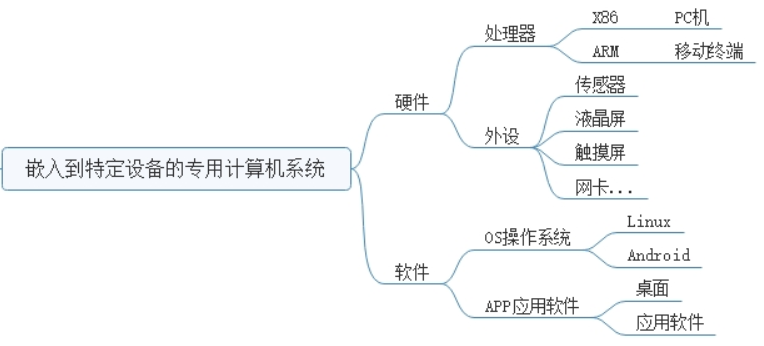 嵌入到特定设备的专用计算机系统
硬件
处理器
X86 PC机
ARM 移动终端
外设
传感器
液晶屏
触摸屏
网卡...
软件
OS操作系统
Linux
Android
APP应用软件
桌面
应用软件